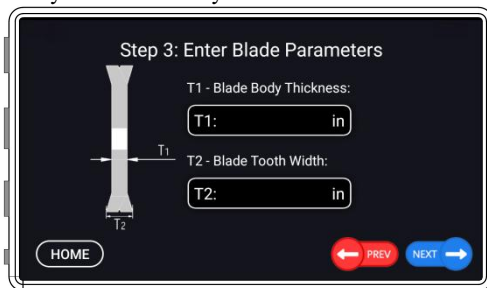 Step 3: Enter Blade Parameters
T1 - Blade Body Thickness:
T1: in
T1
T2 - Blade Tooth Width:
T2: in
T2
HOME
PREV
NEXT